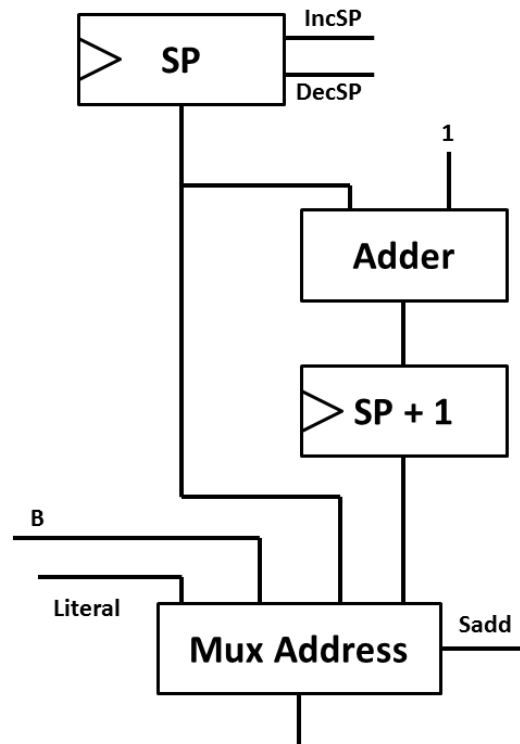 IncSP
SP
DecSP
1
Adder
SP + 1
B
Literal
Sadd
Mux Address